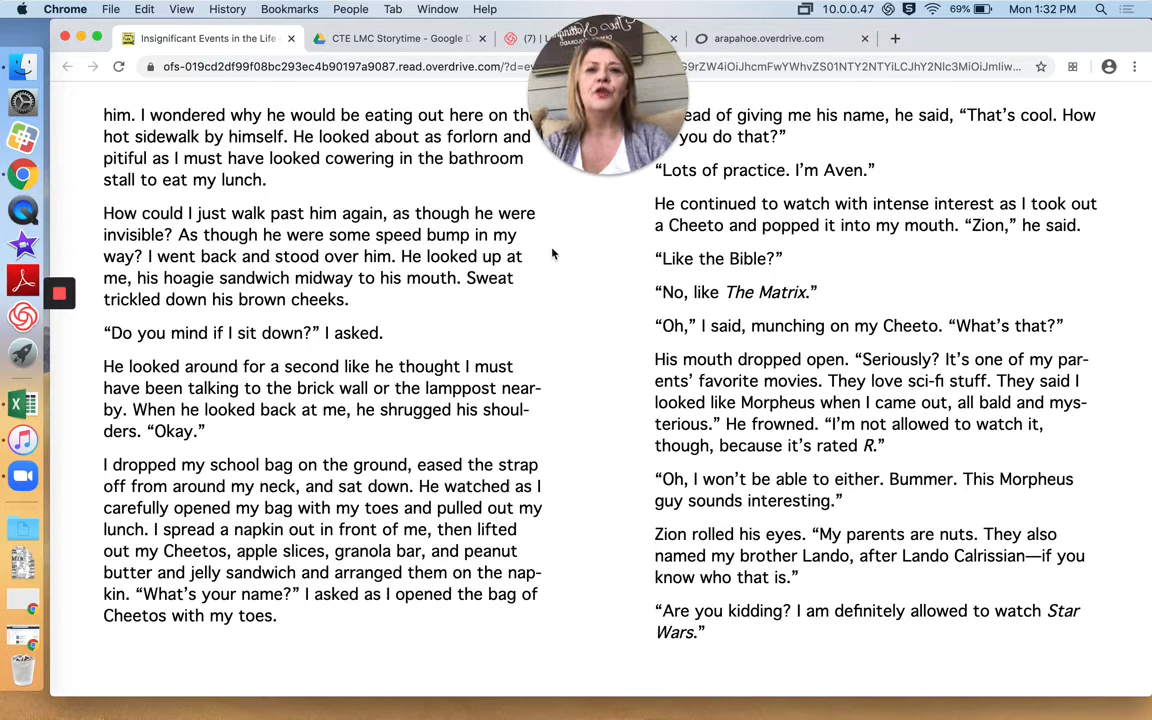 Chrome File Edit View History Bookmarks People Tab Window Help 10.0.0.47 69% Mon 1:32 PM
Insignificant Events in the Life CTE LMC Storytime - Google D (7) | L arapahoe.overdrive.com
ofs-019cd2df99f08bc293ec4b90197a9087.read.overdrive.com/?d=e
him. I wondered why he would be eating out here on th
hot sidewalk by himself. He looked about as forlorn and
pitiful as I must have looked cowering in the bathroom
stall to eat my lunch.
How could I just walk past him again, as though he were
invisible? As though he were some speed bump in my
way? I went back and stood over him. He looked up at
me, his hoagie sandwich midway to his mouth. Sweat
trickled down his brown cheeks.
“Do you mind if I sit down?” I asked.
He looked around for a second like he thought I must
have been talking to the brick wall or the lamppost near-
by. When he looked back at me, he shrugged his shoul-
ders. “Okay.”
I dropped my school bag on the ground, eased the strap
off from around my neck, and sat down. He watched as I
carefully opened my bag with my toes and pulled out my
lunch. I spread a napkin out in front of me, then lifted
out my Cheetos, apple slices, granola bar, and peanut
butter and jelly sandwich and arranged them on the nap-
kin. “What’s your name?” I asked as I opened the bag of
Cheetos with my toes.
ead of giving me his name, he said, “That’s cool. How
you do that?”
“Lots of practice. I’m Aven.”
He continued to watch with intense interest as I took out
a Cheeto and popped it into my mouth. “Zion,” he said.
“Like the Bible?”
“No, like The Matrix.”
“Oh,” I said, munching on my Cheeto. “What’s that?”
His mouth dropped open. “Seriously? It’s one of my par-
ents’ favorite movies. They love sci-fi stuff. They said I
looked like Morpheus when I came out, all bald and mys-
terious.” He frowned. “I’m not allowed to watch it,
though, because it’s rated R.”
“Oh, I won’t be able to either. Bummer. This Morpheus
guy sounds interesting.”
Zion rolled his eyes. “My parents are nuts. They also
named my brother Lando, after Lando Calrissian—if you
know who that is.”
“Are you kidding? I am definitely allowed to watch Star
Wars.”